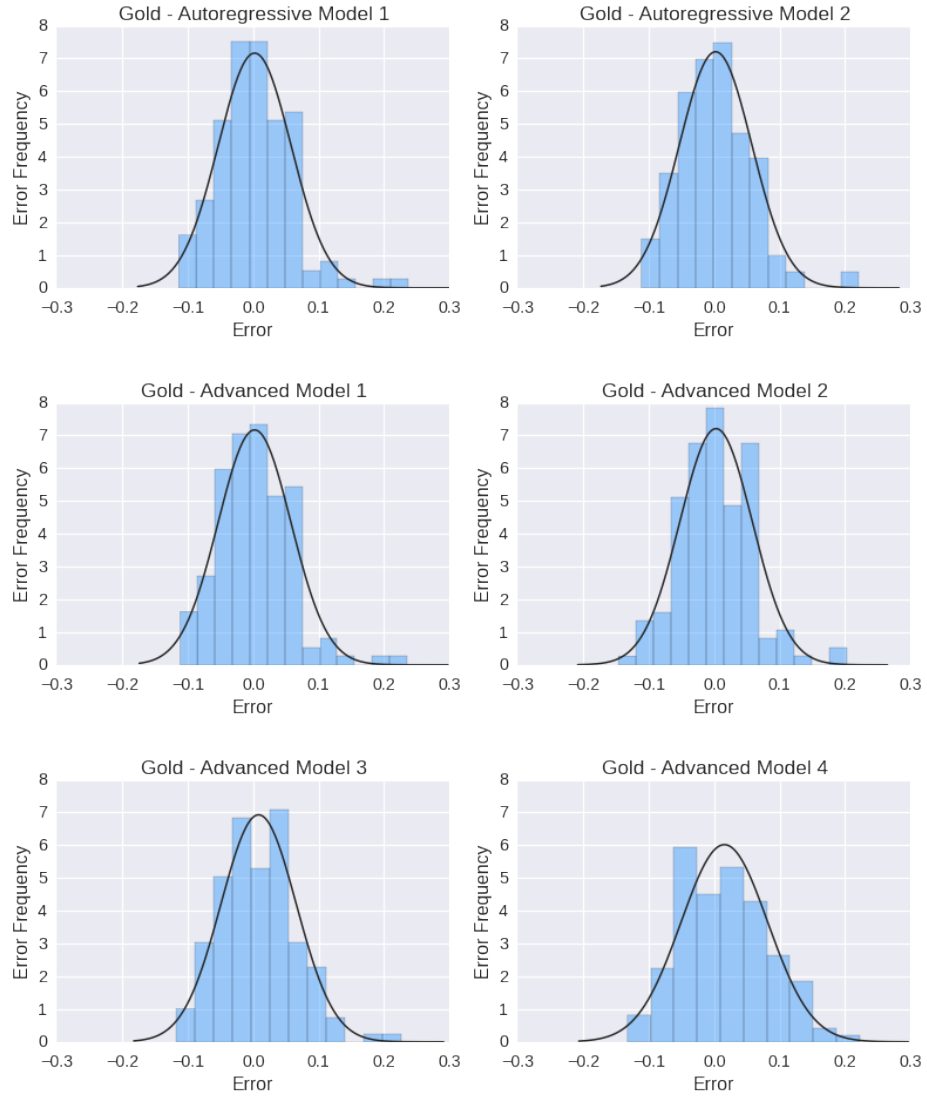 Gold - Autoregressive Model 1
8
7
6
5
4
3
2
1
0
Error Frequency
−0.3 −0.2 −0.1 0.0 0.1 0.2 0.3
Error
Gold - Autoregressive Model 2
8
7
6
5
4
3
2
1
0
Error Frequency
−0.3 −0.2 −0.1 0.0 0.1 0.2 0.3
Error
Gold - Advanced Model 1
8
7
6
5
4
3
2
1
0
Error Frequency
−0.3 −0.2 −0.1 0.0 0.1 0.2 0.3
Error
Gold - Advanced Model 2
8
7
6
5
4
3
2
1
0
Error Frequency
−0.3 −0.2 −0.1 0.0 0.1 0.2 0.3
Error
Gold - Advanced Model 3
8
7
6
5
4
3
2
1
0
Error Frequency
−0.3 −0.2 −0.1 0.0 0.1 0.2 0.3
Error
Gold - Advanced Model 4
8
7
6
5
4
3
2
1
0
Error Frequency
−0.3 −0.2 −0.1 0.0 0.1 0.2 0.3
Error